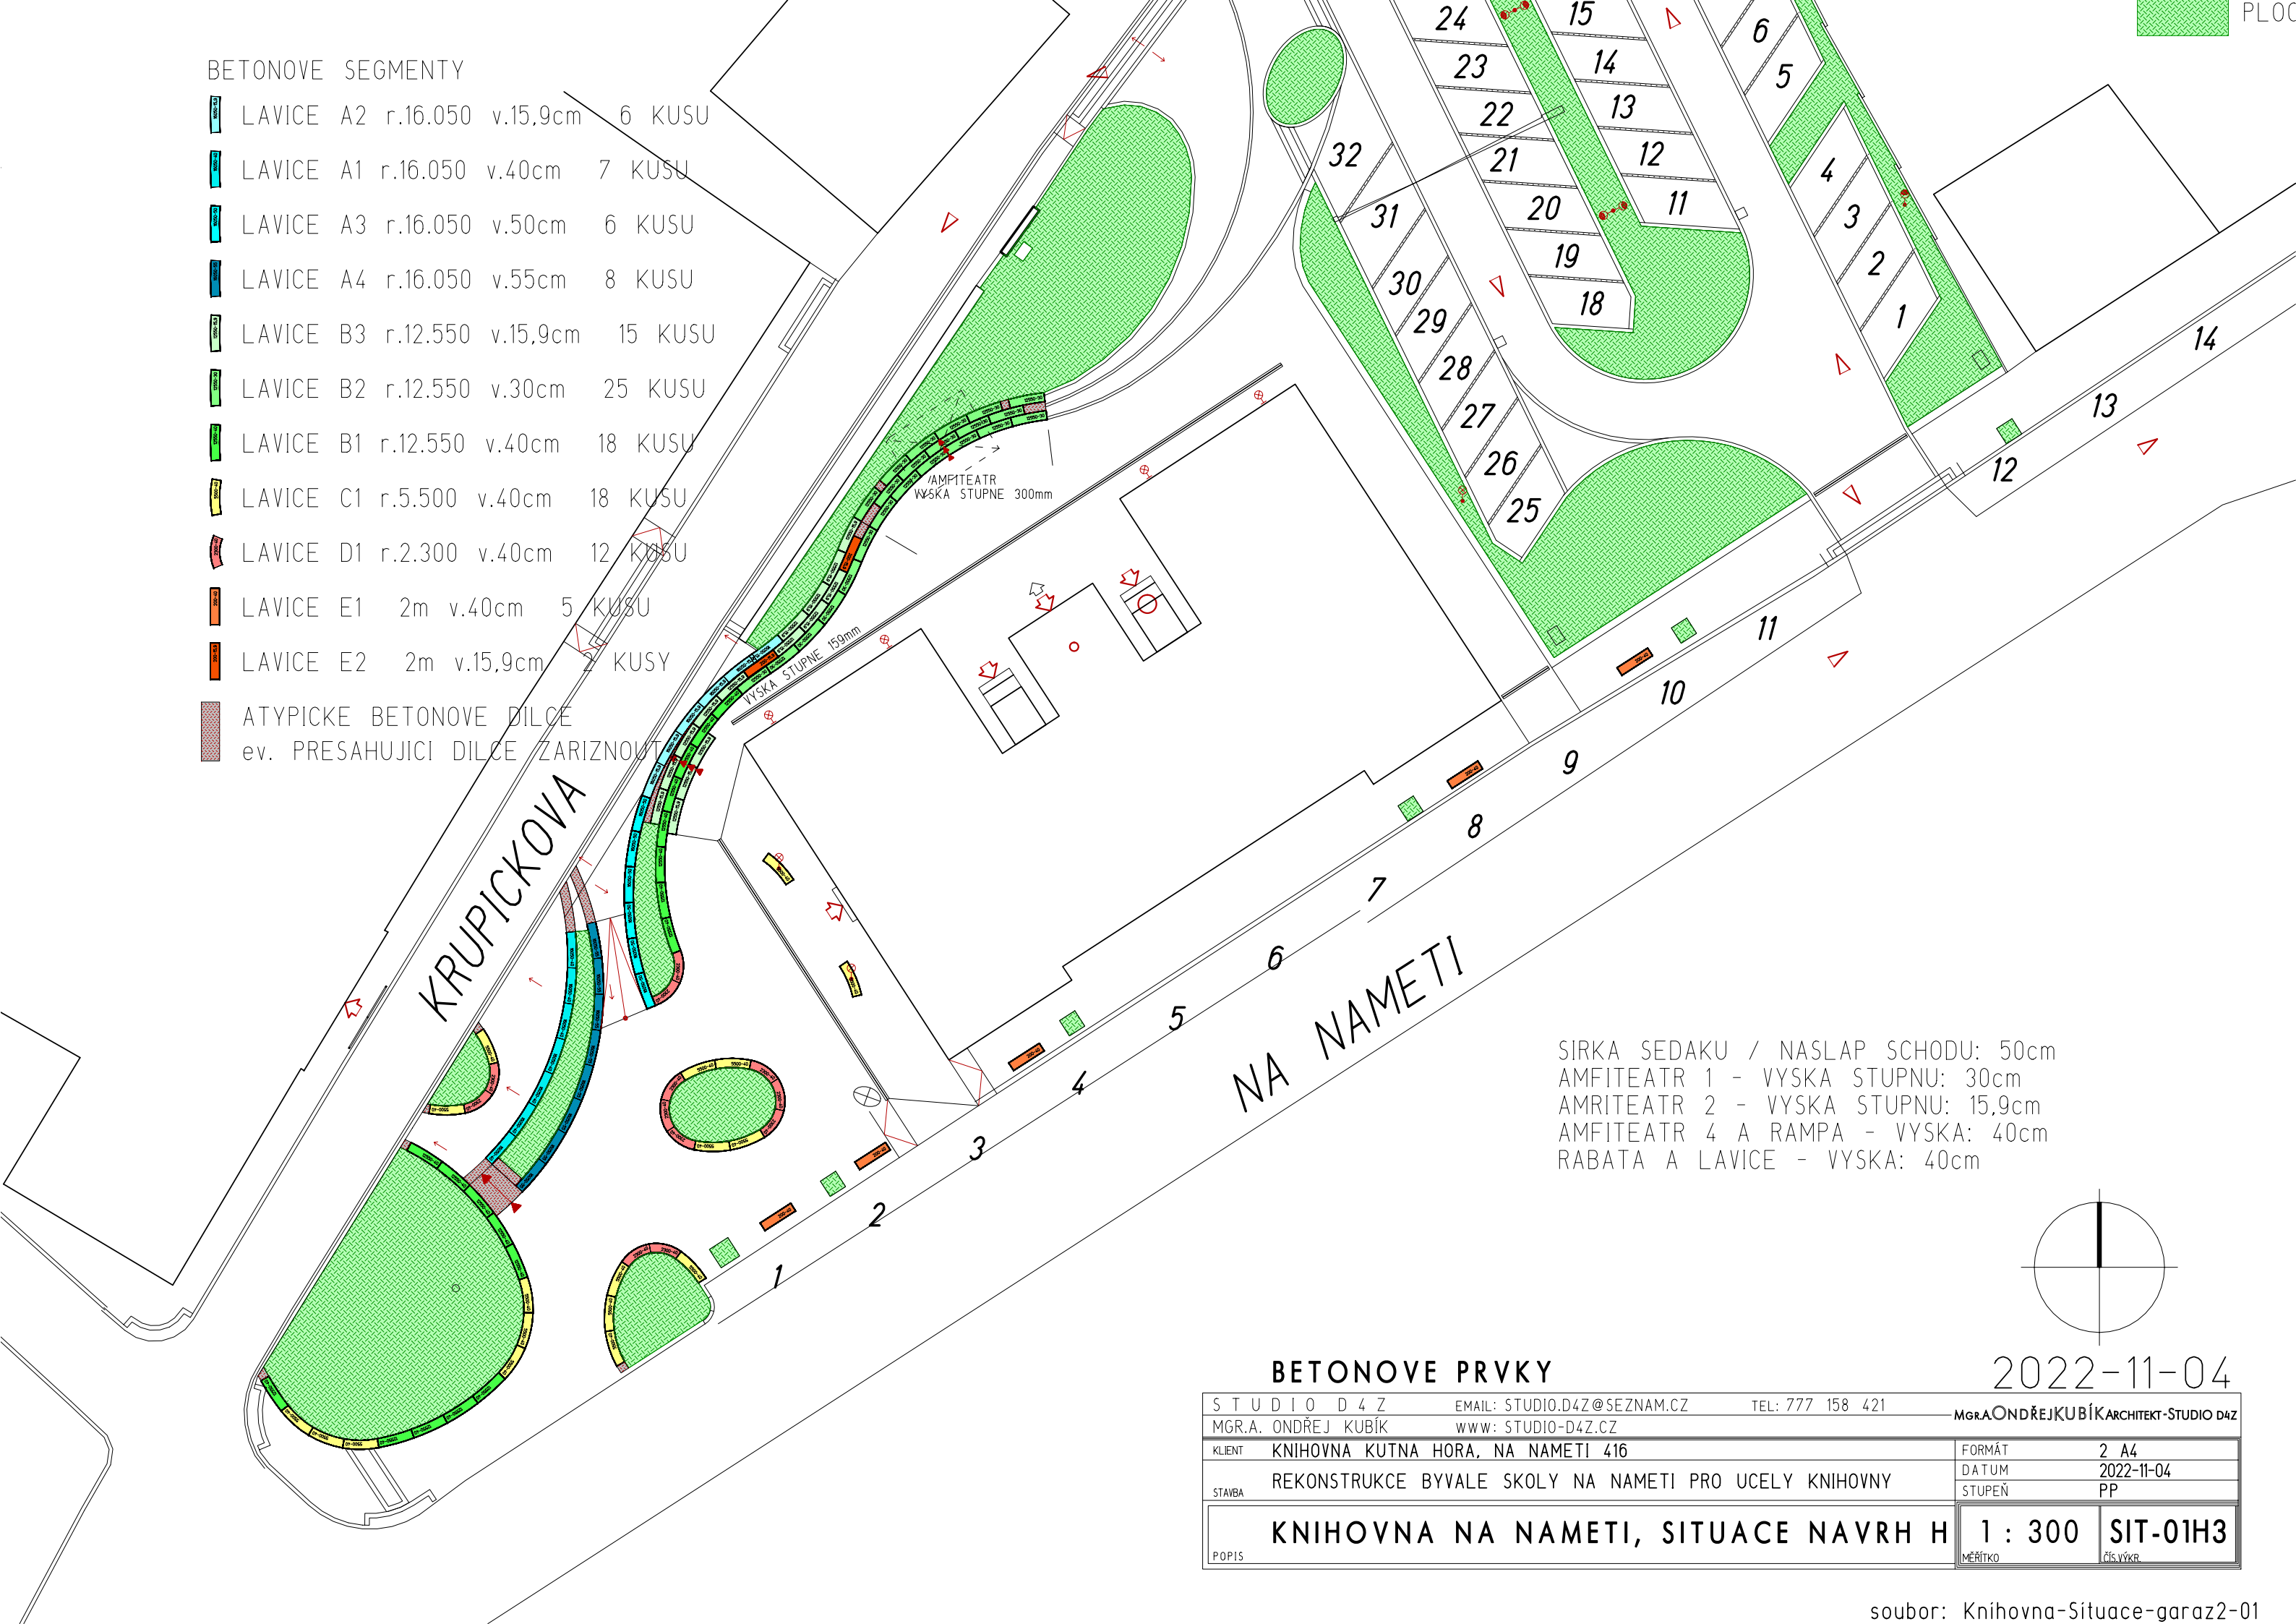 BETONOVE SEGMENTY
LAVICE A2 r.16.050 v.15,9cm 6 KUSU
LAVICE A1 r.16.050 v.40cm 7 KUSU
LAVICE A3 r.16.050 v.50cm 6 KUSU
LAVICE A4 r.16.050 v.55cm 8 KUSU
LAVICE B3 r.12.550 v.15,9cm 15 KUSU
LAVICE B2 r.12.550 v.30cm 25 KUSU
LAVICE B1 r.12.550 v.40cm 18 KUSU
LAVICE C1 r.5.500 v.40cm 18 KUSU
LAVICE D1 r.2.300 v.40cm 12 KUSU
LAVICE E1 2m v.40cm 5 KUSU
LAVICE E2 2m v.15,9cm 2 KUSY
ATYPICKE BETONOVE DILCE
ev. PRESAHUJICI DILCE ZARIZNOUT
24
23
22
21
20
19
18
15
14
13
12
11
6
5
4
3
2
1
32
31
30
29
28
27
26
25
14
13
12
11
10
9
8
7
6
5
4
3
2
1
AMFITEATR
VYSKA STUPNE 300mm
VYSKA STUPNE 159mm
KRUPICKOVA
NA NAMETI
SIRKA SEDAKU / NASLAP SCHODU: 50cm
AMFITEATR 1 - VYSKA STUPNU: 30cm
AMRITEATR 2 - VYSKA STUPNU: 15,9cm
AMFITEATR 4 A RAMPA - VYSKA: 40cm
RABATA A LAVICE - VYSKA: 40cm
BETONOVE PRVKY
2022-11-04
STUDIO D4Z EMAIL: STUDIO.D4Z@SEZNAM.CZ TEL: 777 158 421
MGR.A. ONDŘEJ KUBÍK WWW: STUDIO-D4Z.CZ
MGR.A.ONDŘEJKUBÍKARCHITEKT-STUDIO D4Z
KLIENT KNIHOVNA KUTNA HORA, NA NAMETI 416
FORMÁT 2 A4
STAVBA REKONSTRUKCE BYVALE SKOLY NA NAMETI PRO UCELY KNIHOVNY
DATUM 2022-11-04
STUPEŇ PP
POPIS KNIHOVNA NA NAMETI, SITUACE NAVRH H
1 : 300
MĚŘÍTKO
SIT-01H3
ČÍS.VÝKR.
soubor: Knihovna-Situace-garaz2-01